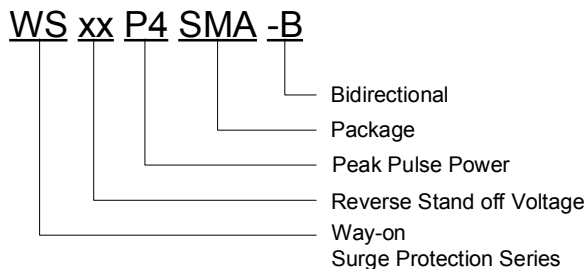 WS xx P4 SMA -B
Bidirectional
Package
Peak Pulse Power
Reverse Stand off Voltage
Way-on
Surge Protection Series